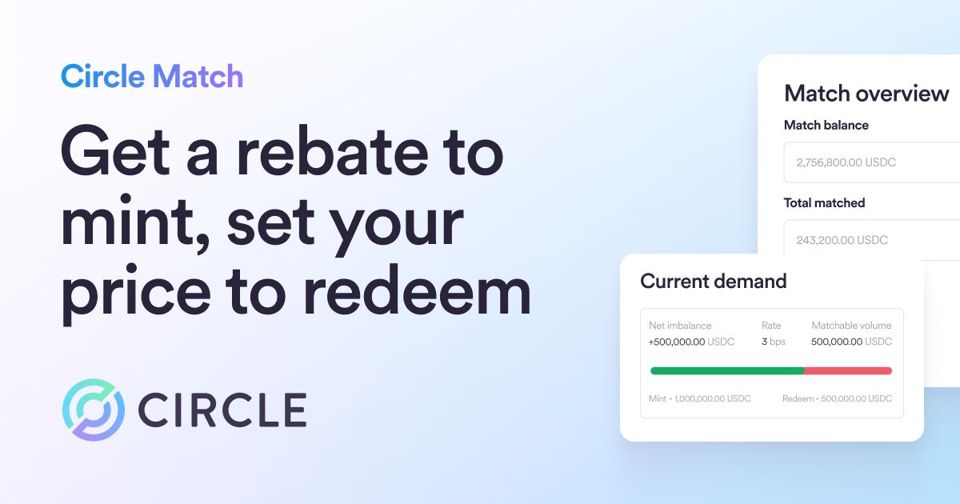 Circle Match
Get a rebate to
mint, set your
price to redeem
CIRCLE
Match overview
Match balance
2,756,800.00 USDC
Total matched
243,200.00 USDC
Current demand
Net imbalance Rate Matchable volume
+500,000.00 USDC 3 bps 500,000.00 USDC
Mint • 1,000,000.00 USDC Redeem • 500,000.00 USDC